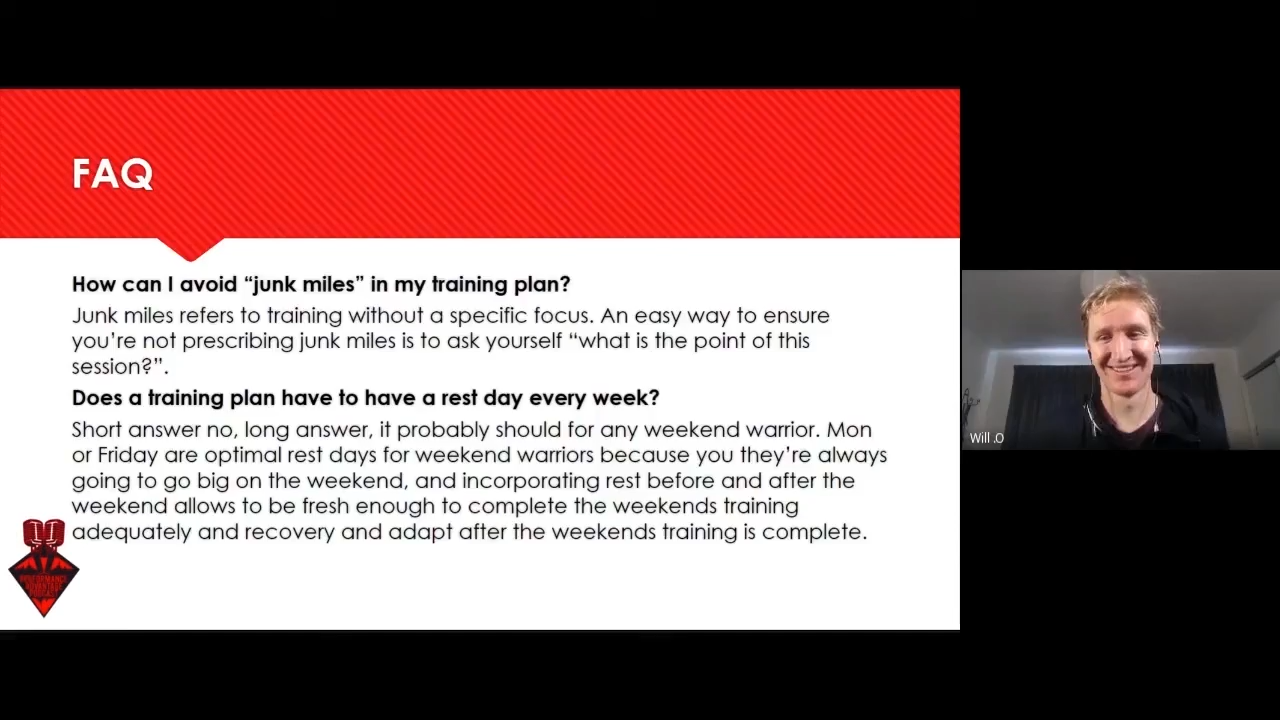 FAQ
How can I avoid “junk miles” in my training plan?
Junk miles refers to training without a specific focus. An easy way to ensure
you’re not prescribing junk miles is to ask yourself “what is the point of this
session?”.
Does a training plan have to have a rest day every week?
Short answer no, long answer, it probably should for any weekend warrior. Mon
or Friday are optimal rest days for weekend warriors because you they’re always
going to go big on the weekend, and incorporating rest before and after the
weekend allows to be fresh enough to complete the weekends training
adequately and recovery and adapt after the weekends training is complete.
PERFORMANCE
ADVANTAGE
PODCAST
Will .O